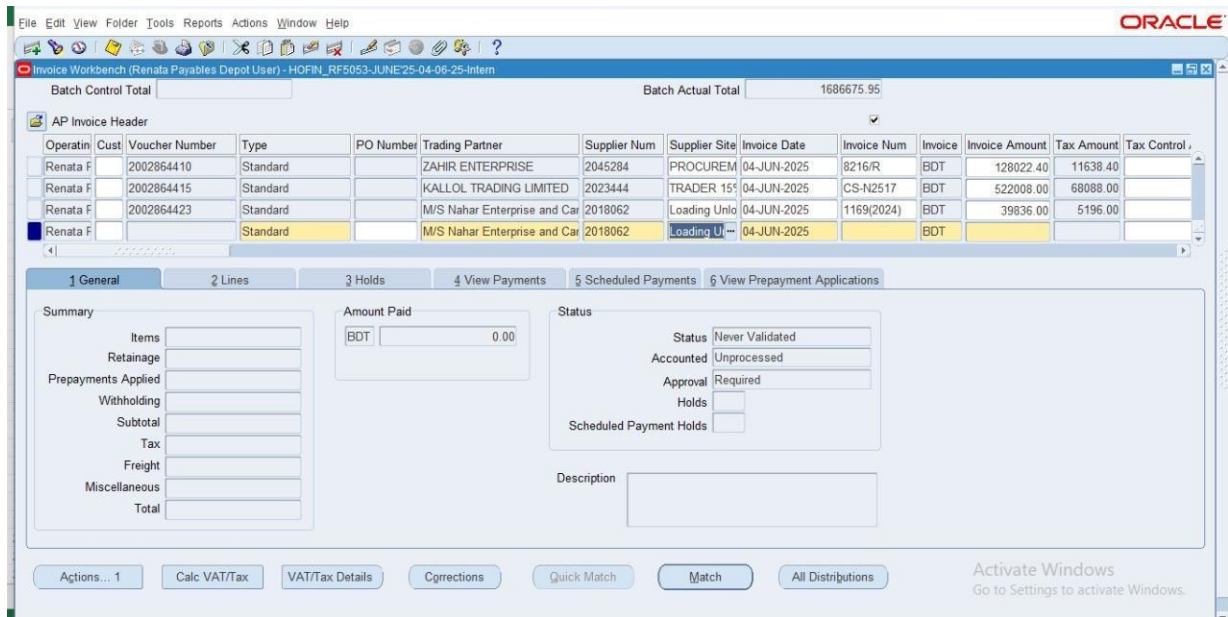 File Edit View Folder Tools Reports Actions Window Help
ORACLE
Invoice Workbench (Renata Payables Depot User) - HOFIN_RF5053-JUNE'25-04-06-25-Intern
Batch Control Total Batch Actual Total 1686675.95
AP Invoice Header
Operatin Cust Voucher Number Type PO Number Trading Partner Supplier Num Supplier Site Invoice Date Invoice Num Invoice Invoice Amount Tax Amount Tax Control
Renata F 2002864410 Standard ZAHIR ENTERPRISE 2045284 PROCUREM 04-JUN-2025 8216/R BDT 128022.40 11638.40
Renata F 2002864415 Standard KALLOL TRADING LIMITED 2023444 TRADER 15% 04-JUN-2025 CS-N2517 BDT 522008.00 68088.00
Renata F 2002864423 Standard M/S Nahar Enterprise and Car 2018062 Loading Unlo 04-JUN-2025 1169(2024) BDT 39836.00 5196.00
Renata F Standard M/S Nahar Enterprise and Car 2018062 Loading Un ... 04-JUN-2025 BDT
1 General 2 Lines 3 Holds 4 View Payments 5 Scheduled Payments 6 View Prepayment Applications
Summary Amount Paid Status
Items BDT 0.00 Status Never Validated
Retainage Accounted Unprocessed
Prepayments Applied Approval Required
Withholding Holds
Subtotal Scheduled Payment Holds
Tax
Freight
Miscellaneous Description
Total
Actions... 1 Calc VAT/Tax VAT/Tax Details Corrections Quick Match Match All Distributions
Activate Windows
Go to Settings to activate Windows.